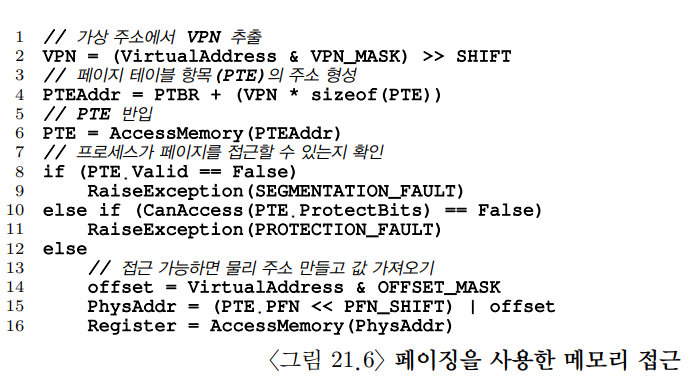 1 // 가상 주소에서 VPN 추출
2 VPN = (VirtualAddress & VPN_MASK) >> SHIFT
3 // 페이지 테이블 항목(PTE)의 주소 형성
4 PTEAddr = PTBR + (VPN * sizeof(PTE))
5 // PTE 반입
6 PTE = AccessMemory(PTEAddr)
7 // 프로세스가 페이지를 접근할 수 있는지 확인
8 if (PTE.Valid == False)
9     RaiseException(SEGMENTATION_FAULT)
10 else if (CanAccess(PTE.ProtectBits) == False)
11     RaiseException(PROTECTION_FAULT)
12 else
13     // 접근 가능하면 물리 주소 만들고 값 가져오기
14     offset = VirtualAddress & OFFSET_MASK
15     PhysAddr = (PTE.PFN << PFN_SHIFT) | offset
16     Register = AccessMemory(PhysAddr)
〈그림 21.6〉 페이징을 사용한 메모리 접근